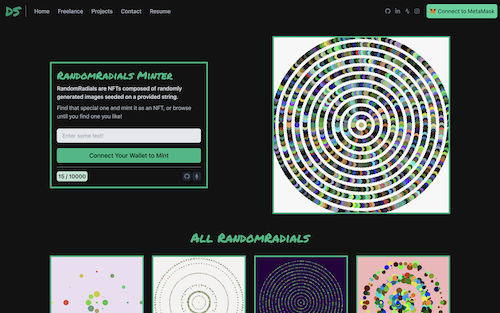 DS
Home Freelance Projects Contact Resume
Connect to MetaMask
RandomRadials Minter
RandomRadials are NFTs composed of randomly
generated images seeded on a provided string.
Find that special one and mint it as an NFT, or browse
until you find one you like!
Enter some text!
Connect Your Wallet to Mint
15 / 10000
All RandomRadials